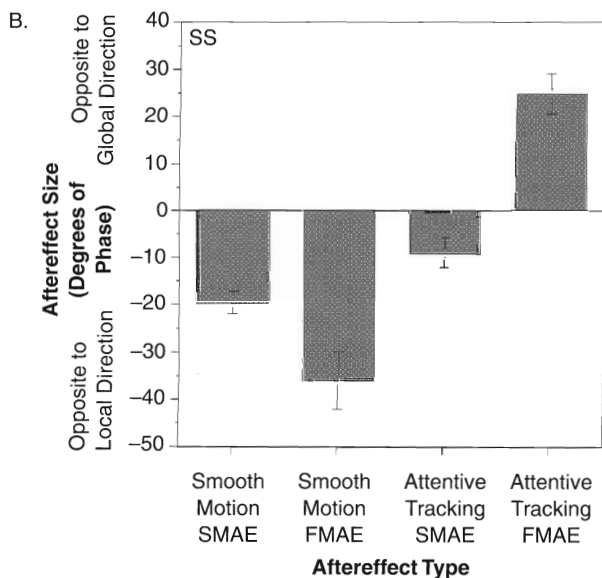 B.
SS
Opposite to
Global Direction
Aftereffect Size
(Degrees of
Phase)
Opposite to
Local Direction
40
30
20
10
0
−10
−20
−30
−40
−50
Smooth
Motion
SMAE
Smooth
Motion
FMAE
Attentive
Tracking
SMAE
Attentive
Tracking
FMAE
Aftereffect Type